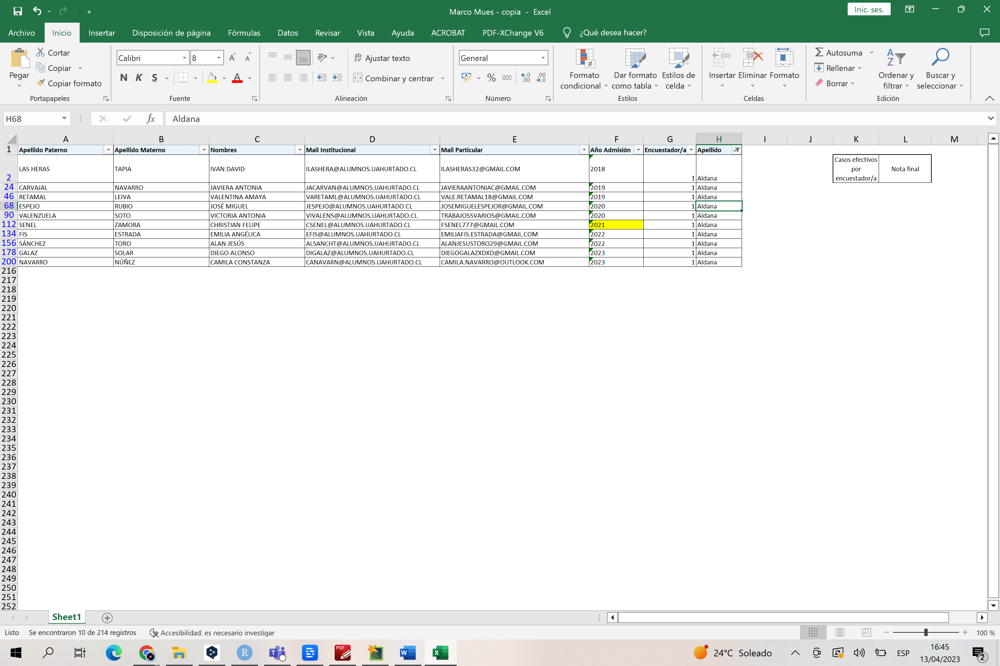 Marco Mues - copia - Excel
Inic. ses.
Archivo Inicio Insertar Disposición de página Fórmulas Datos Revisar Vista Ayuda ACROBAT PDF-XChange V6 ¿Qué desea hacer?
Pegar
Cortar
Copiar
Copiar formato
Portapapeles
Calibri 8
N K S
Fuente
Ajustar texto
Combinar y centrar
Alineación
General
% 000 ,00
Número
Formato condicional
Dar formato como tabla
Estilos de celda
Estilos
Insertar Eliminar Formato
Celdas
Autosuma
Rellenar
Borrar
Ordenar y filtrar
Buscar y seleccionar
Edición
H68 fx Aldana
A B C D E F G H I J K L M
1 Apellido Paterno Apellido Materno Nombres Mail Institucional Mail Particular Año Admisión Encuestador/a Apellido
2 LAS HERAS TAPIA IVAN DAVID ILASHERA@ALUMNOS.UAHURTADO.CL ILASHERAS32@GMAIL.COM 2018 1 Aldana
Casos efectivos por encuestador/a Nota final
24 CARVAJAL NAVARRO JAVIERA ANTONIA JACARVAN@ALUMNOS.UAHURTADO.CL JAVIERAANTONIAC@GMAIL.COM 2019 1 Aldana
46 RETAMAL LEIVA VALENTINA AMAYA VARETAML@ALUMNOS.UAHURTADO.CL VALE.RETAMAL18@GMAIL.COM 2019 1 Aldana
68 ESPEJO RUBIO JOSÉ MIGUEL JESPEJO@ALUMNOS.UAHURTADO.CL JOSEMIGUELESPEJOR@GMAIL.COM 2020 1 Aldana
90 VALENZUELA SOTO VICTORIA ANTONIA VIVALENS@ALUMNOS.UAHURTADO.CL TRABAJOSSVARIOS@GMAIL.COM 2020 1 Aldana
112 SENEL ZAMORA CHRISTIAN FELIPE CSENEL@ALUMNOS.UAHURTADO.CL FSENEL777@GMAIL.COM 2021 1 Aldana
134 FIS ESTRADA EMILIA ANGÉLICA EFIS@ALUMNOS.UAHURTADO.CL EMILIAFIS.ESTRADA@GMAIL.COM 2022 1 Aldana
156 SÁNCHEZ TORO ALAN JESÚS ALSANCHT@ALUMNOS.UAHURTADO.CL ALANJESUSTORO29@GMAIL.COM 2022 1 Aldana
178 GALAZ SOLAR DIEGO ALONSO DIGALAZ@ALUMNOS.UAHURTADO.CL DIEGOGALAZXDXD@GMAIL.COM 2023 1 Aldana
200 NAVARRO NÚÑEZ CAMILA CONSTANZA CANAVARN@ALUMNOS.UAHURTADO.CL CAMILA.NAVARRO@OUTLOOK.COM 2023 1 Aldana
216
217
218
219
220
221
222
223
224
225
226
227
228
229
230
231
232
233
234
235
236
237
238
239
240
241
242
243
244
245
246
247
248
249
250
251
252
Sheet1
Listo Se encontraron 10 de 214 registros Accesibilidad: es necesario investigar 100 %
24°C Soleado ESP
16:45
13/04/2023
2